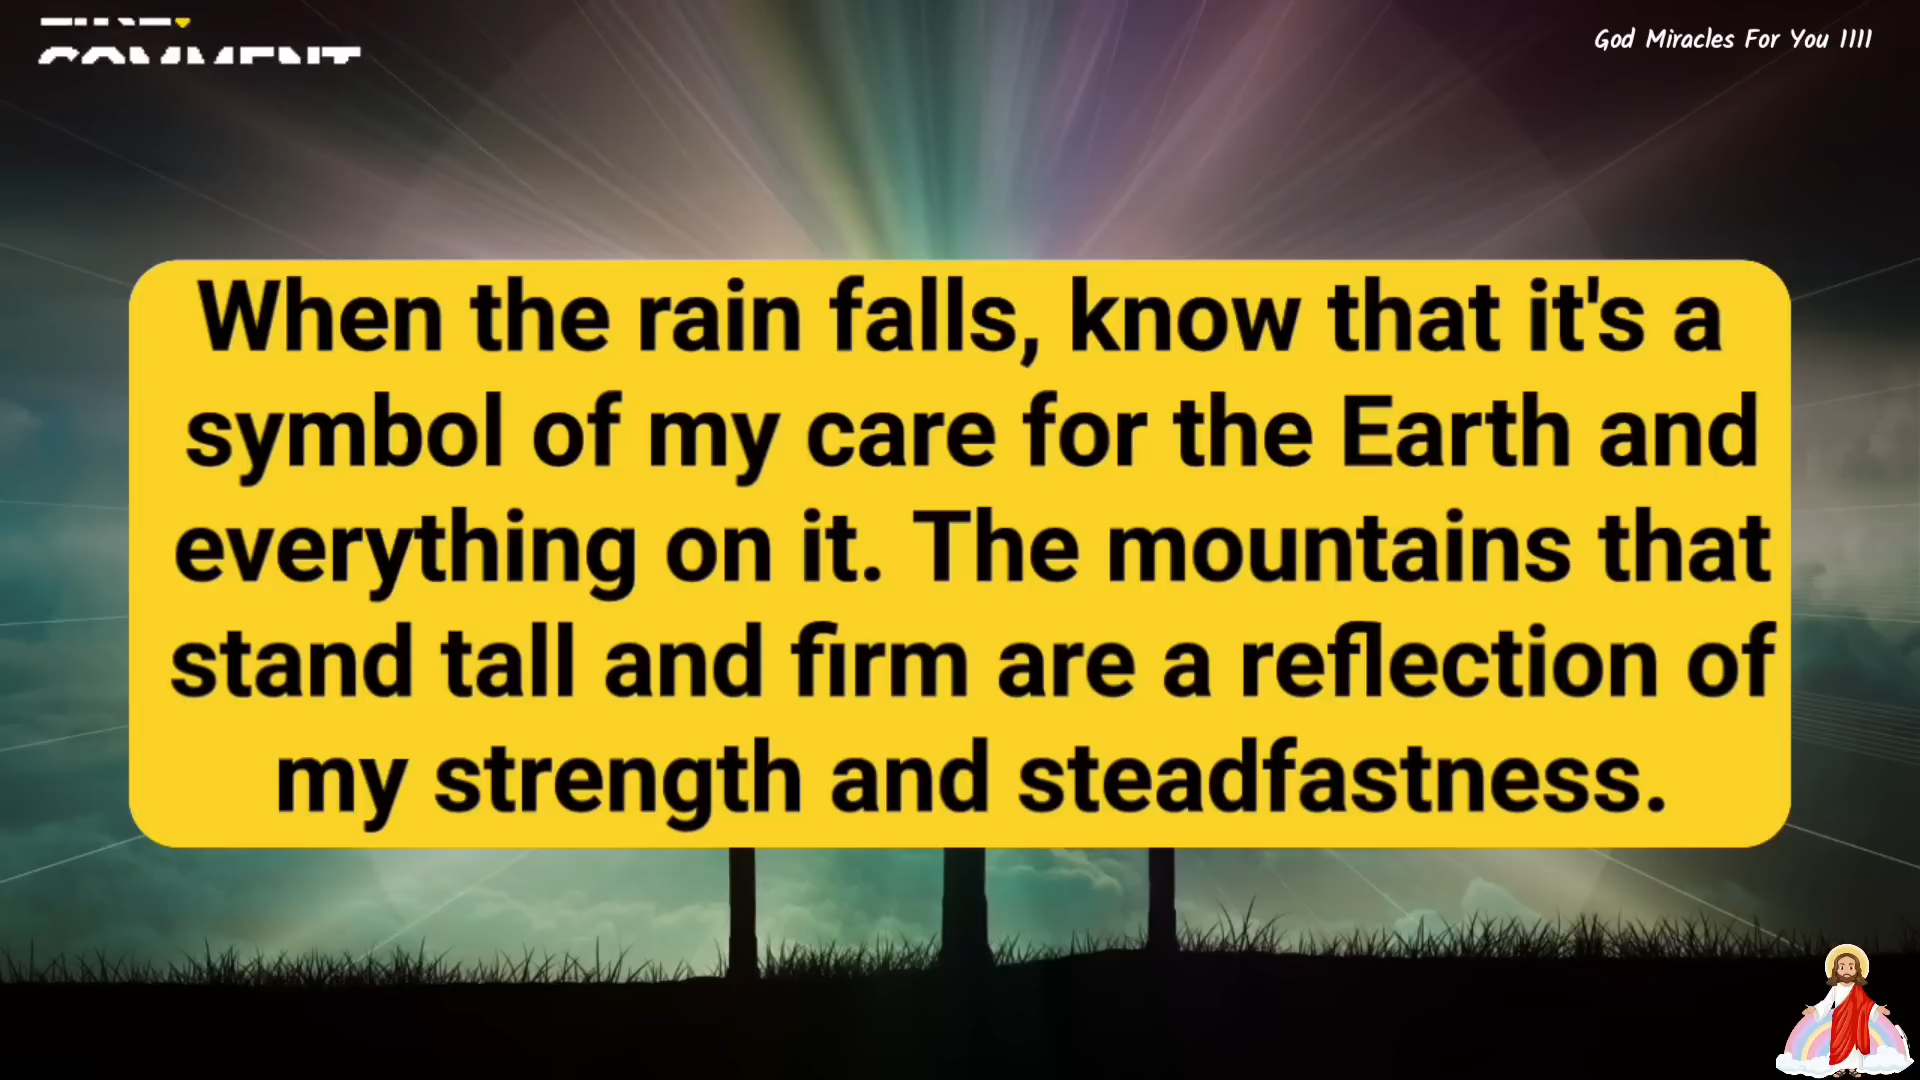 God Miracles For You 1111
When the rain falls, know that it's a
symbol of my care for the Earth and
everything on it. The mountains that
stand tall and firm are a reflection of
my strength and steadfastness.